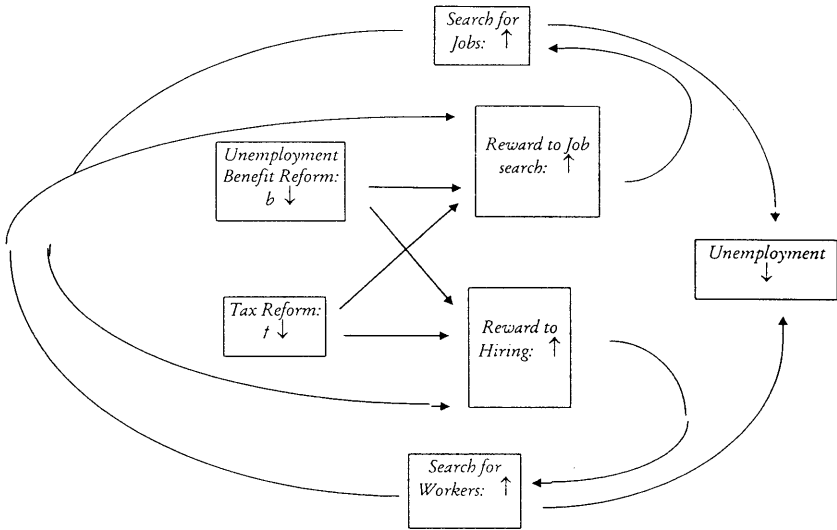 Search for
Jobs: ↑
Unemployment
Benefit Reform:
b ↓
Reward to Job
search: ↑
Unemployment
↓
Tax Reform:
t ↓
Reward to
Hiring: ↑
Search for
Workers: ↑